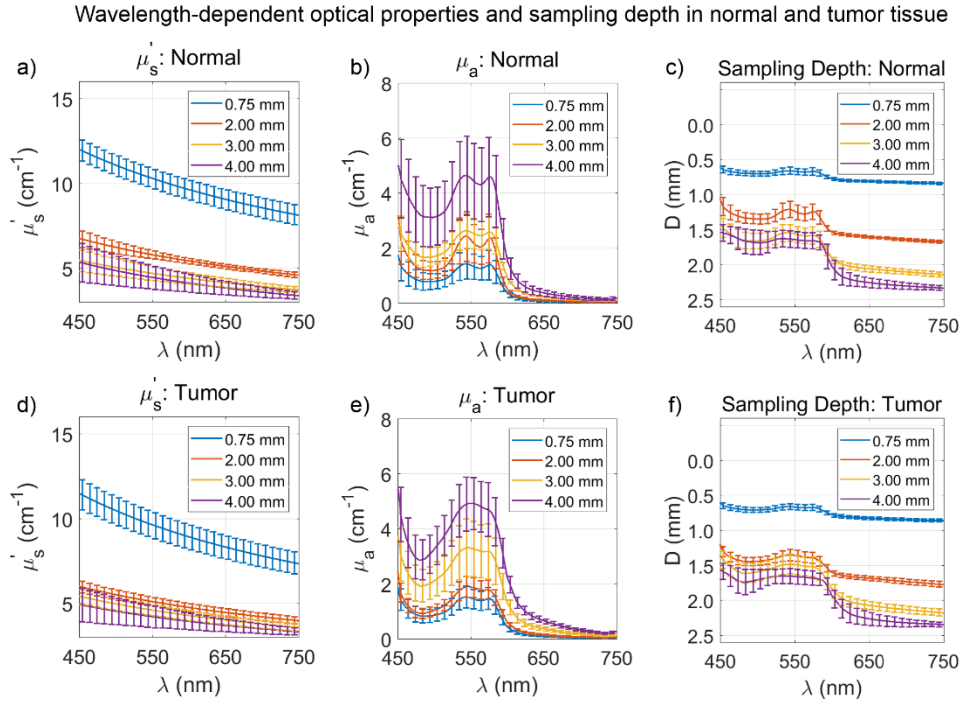 Wavelength-dependent optical properties and sampling depth in normal and tumor tissue
a)
μs': Normal
15
10
5
μs' (cm-1)
450 550 650 750
λ (nm)
0.75 mm
2.00 mm
3.00 mm
4.00 mm
b)
μa: Normal
8
6
4
2
0
μa (cm-1)
450 550 650 750
λ (nm)
0.75 mm
2.00 mm
3.00 mm
4.00 mm
c)
Sampling Depth: Normal
0.0
0.5
1.0
1.5
2.0
2.5
D (mm)
450 550 650 750
λ (nm)
0.75 mm
2.00 mm
3.00 mm
4.00 mm
d)
μs': Tumor
15
10
5
μs' (cm-1)
450 550 650 750
λ (nm)
0.75 mm
2.00 mm
3.00 mm
4.00 mm
e)
μa: Tumor
8
6
4
2
0
μa (cm-1)
450 550 650 750
λ (nm)
0.75 mm
2.00 mm
3.00 mm
4.00 mm
f)
Sampling Depth: Tumor
0.0
0.5
1.0
1.5
2.0
2.5
D (mm)
450 550 650 750
λ (nm)
0.75 mm
2.00 mm
3.00 mm
4.00 mm